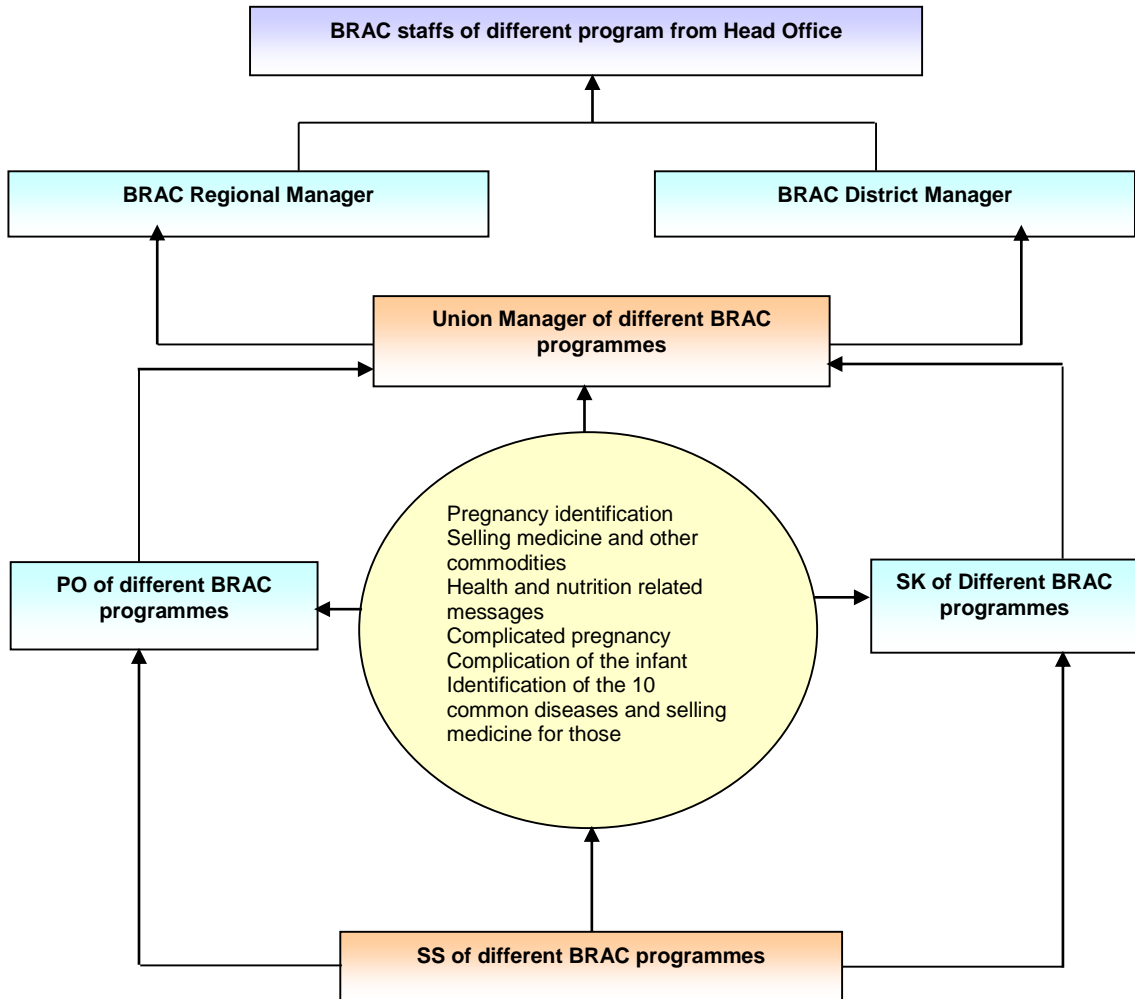 BRAC staffs of different program from Head Office
BRAC Regional Manager
BRAC District Manager
Union Manager of different BRAC
programmes
Pregnancy identification
Selling medicine and other
commodities
Health and nutrition related
messages
Complicated pregnancy
Complication of the infant
Identification of the 10
common diseases and selling
medicine for those
PO of different BRAC
programmes
SK of Different BRAC
programmes
SS of different BRAC programmes